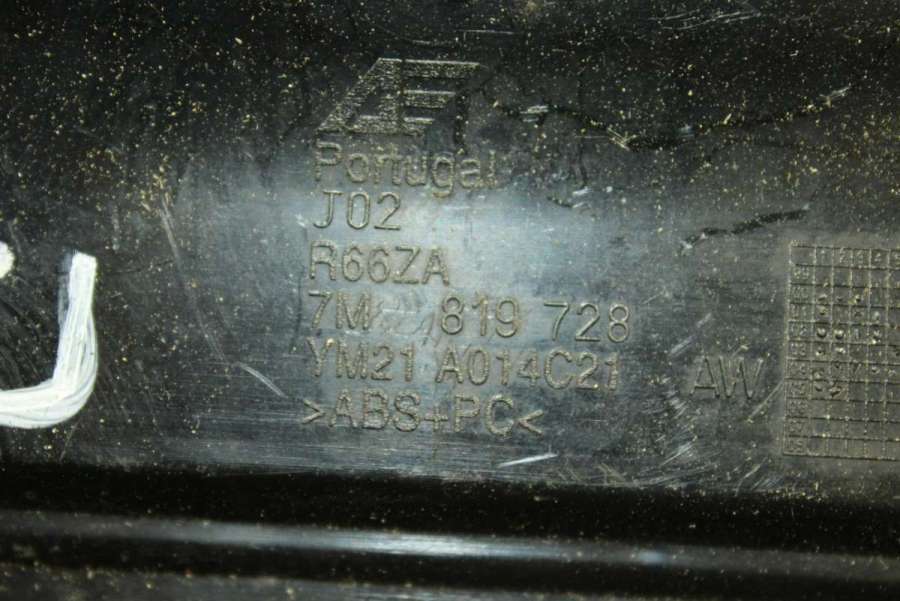 AE
Portugal
J02
R66ZA
7M 819 728
YM21 A014C21
AW
>ABS+PC<